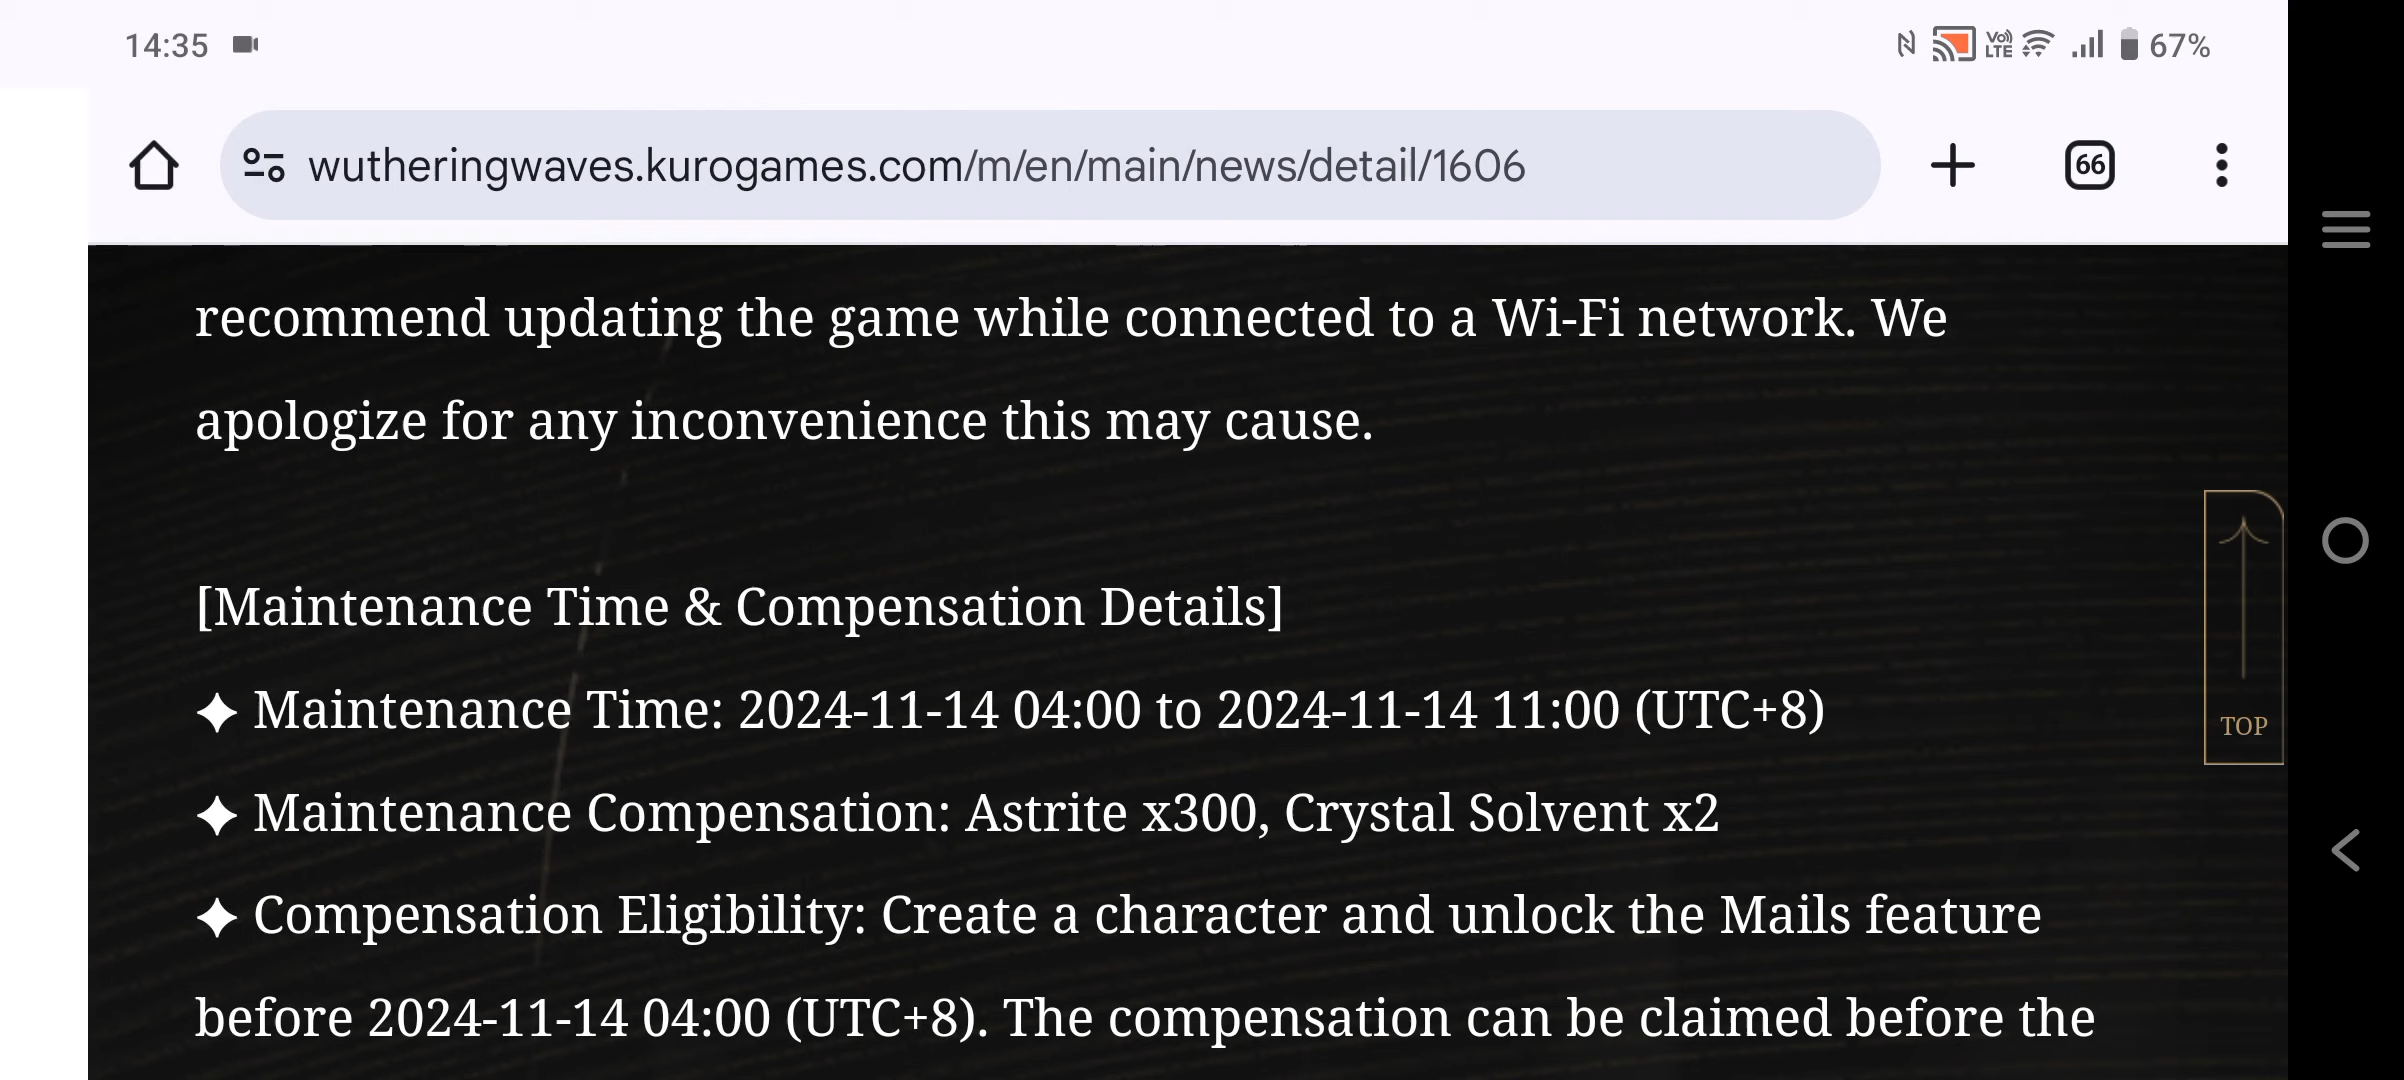 14:35
Vo)) LTE
67%
wutheringwaves.kurogames.com/m/en/main/news/detail/1606
66
recommend updating the game while connected to a Wi-Fi network. We
apologize for any inconvenience this may cause.
[Maintenance Time & Compensation Details]
✦ Maintenance Time: 2024-11-14 04:00 to 2024-11-14 11:00 (UTC+8)
TOP
✦ Maintenance Compensation: Astrite x300, Crystal Solvent x2
✦ Compensation Eligibility: Create a character and unlock the Mails feature
before 2024-11-14 04:00 (UTC+8). The compensation can be claimed before the